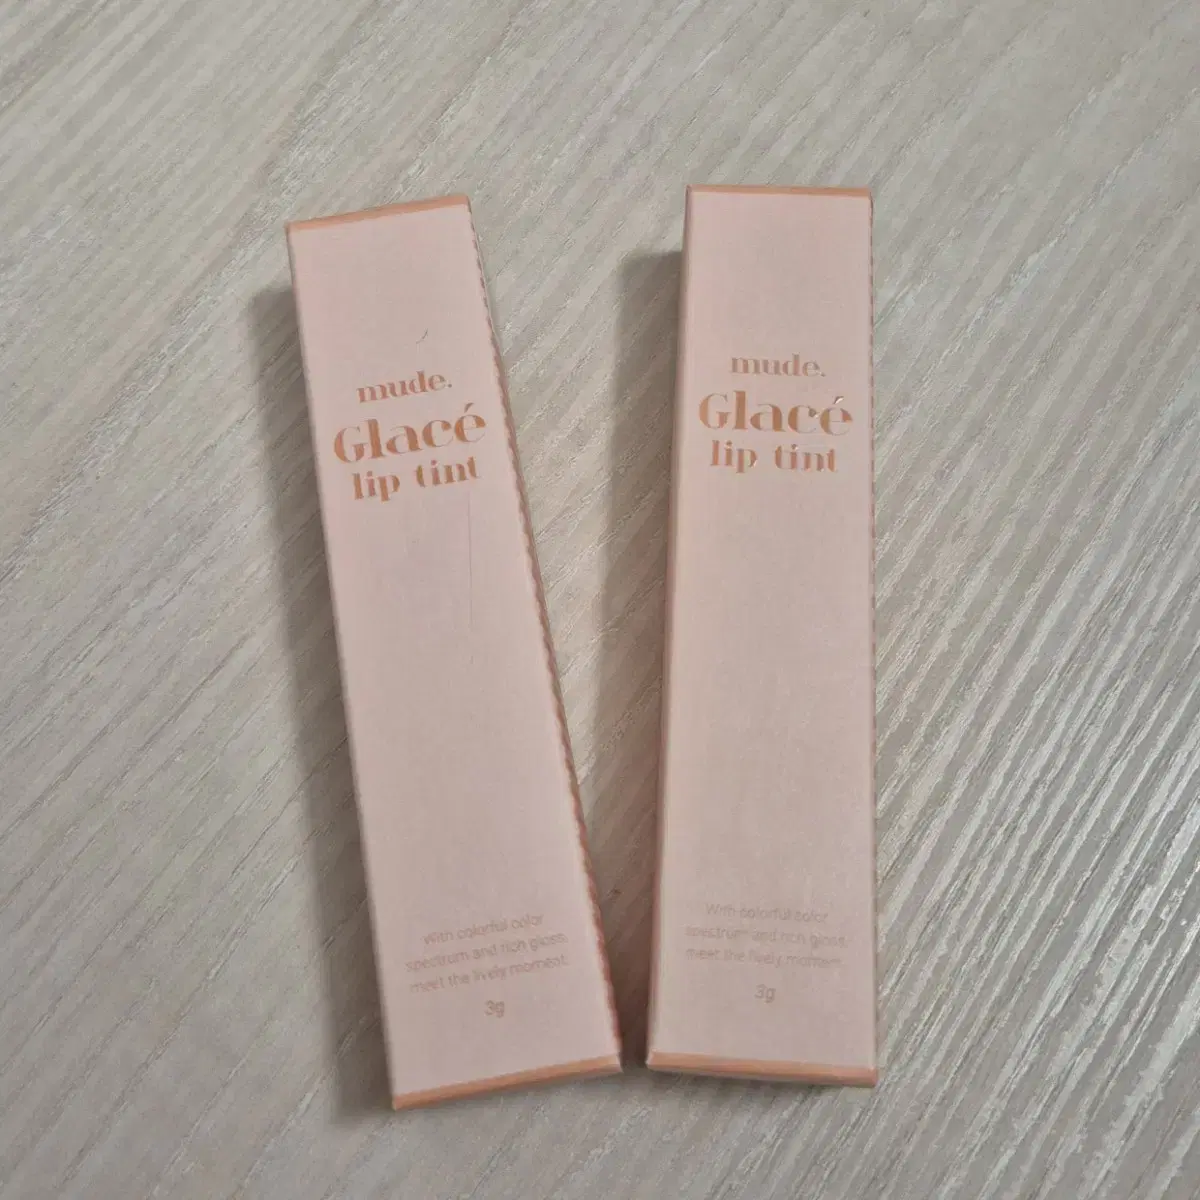 mude.
Glacé
lip tint
With colorful color
spectrum and rich gloss,
meet the lively moment.
3g
mude.
Glacé
lip tint
With colorful color
spectrum and rich gloss,
meet the lively moment.
3g